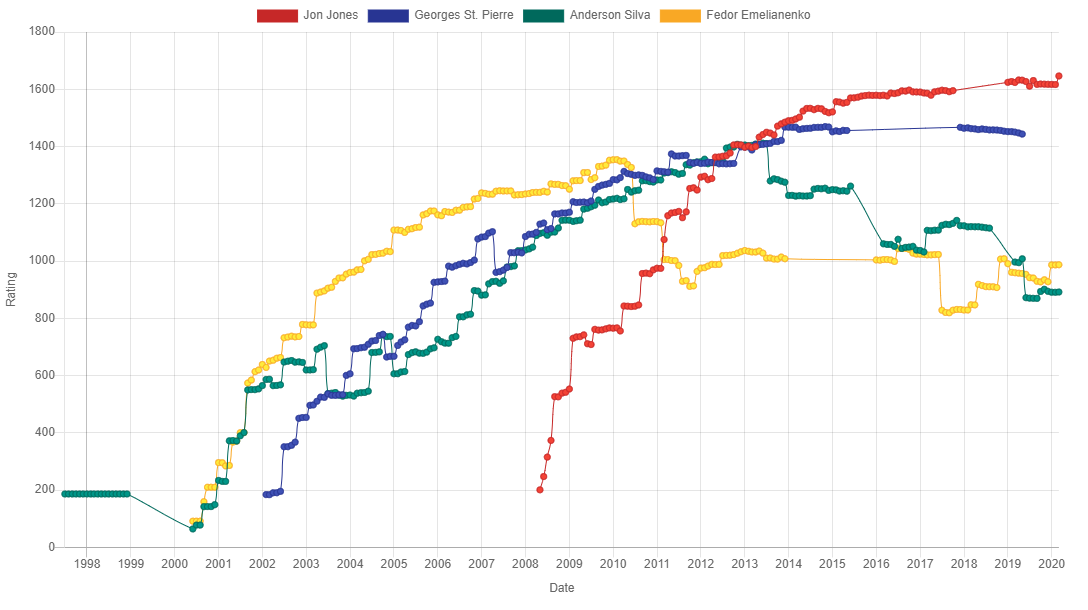 Jon Jones Georges St. Pierre Anderson Silva Fedor Emelianenko
1800
1600
1400
1200
1000
800
600
400
200
0
Rating
1998 1999 2000 2001 2002 2003 2004 2005 2006 2007 2008 2009 2010 2011 2012 2013 2014 2015 2016 2017 2018 2019 2020
Date